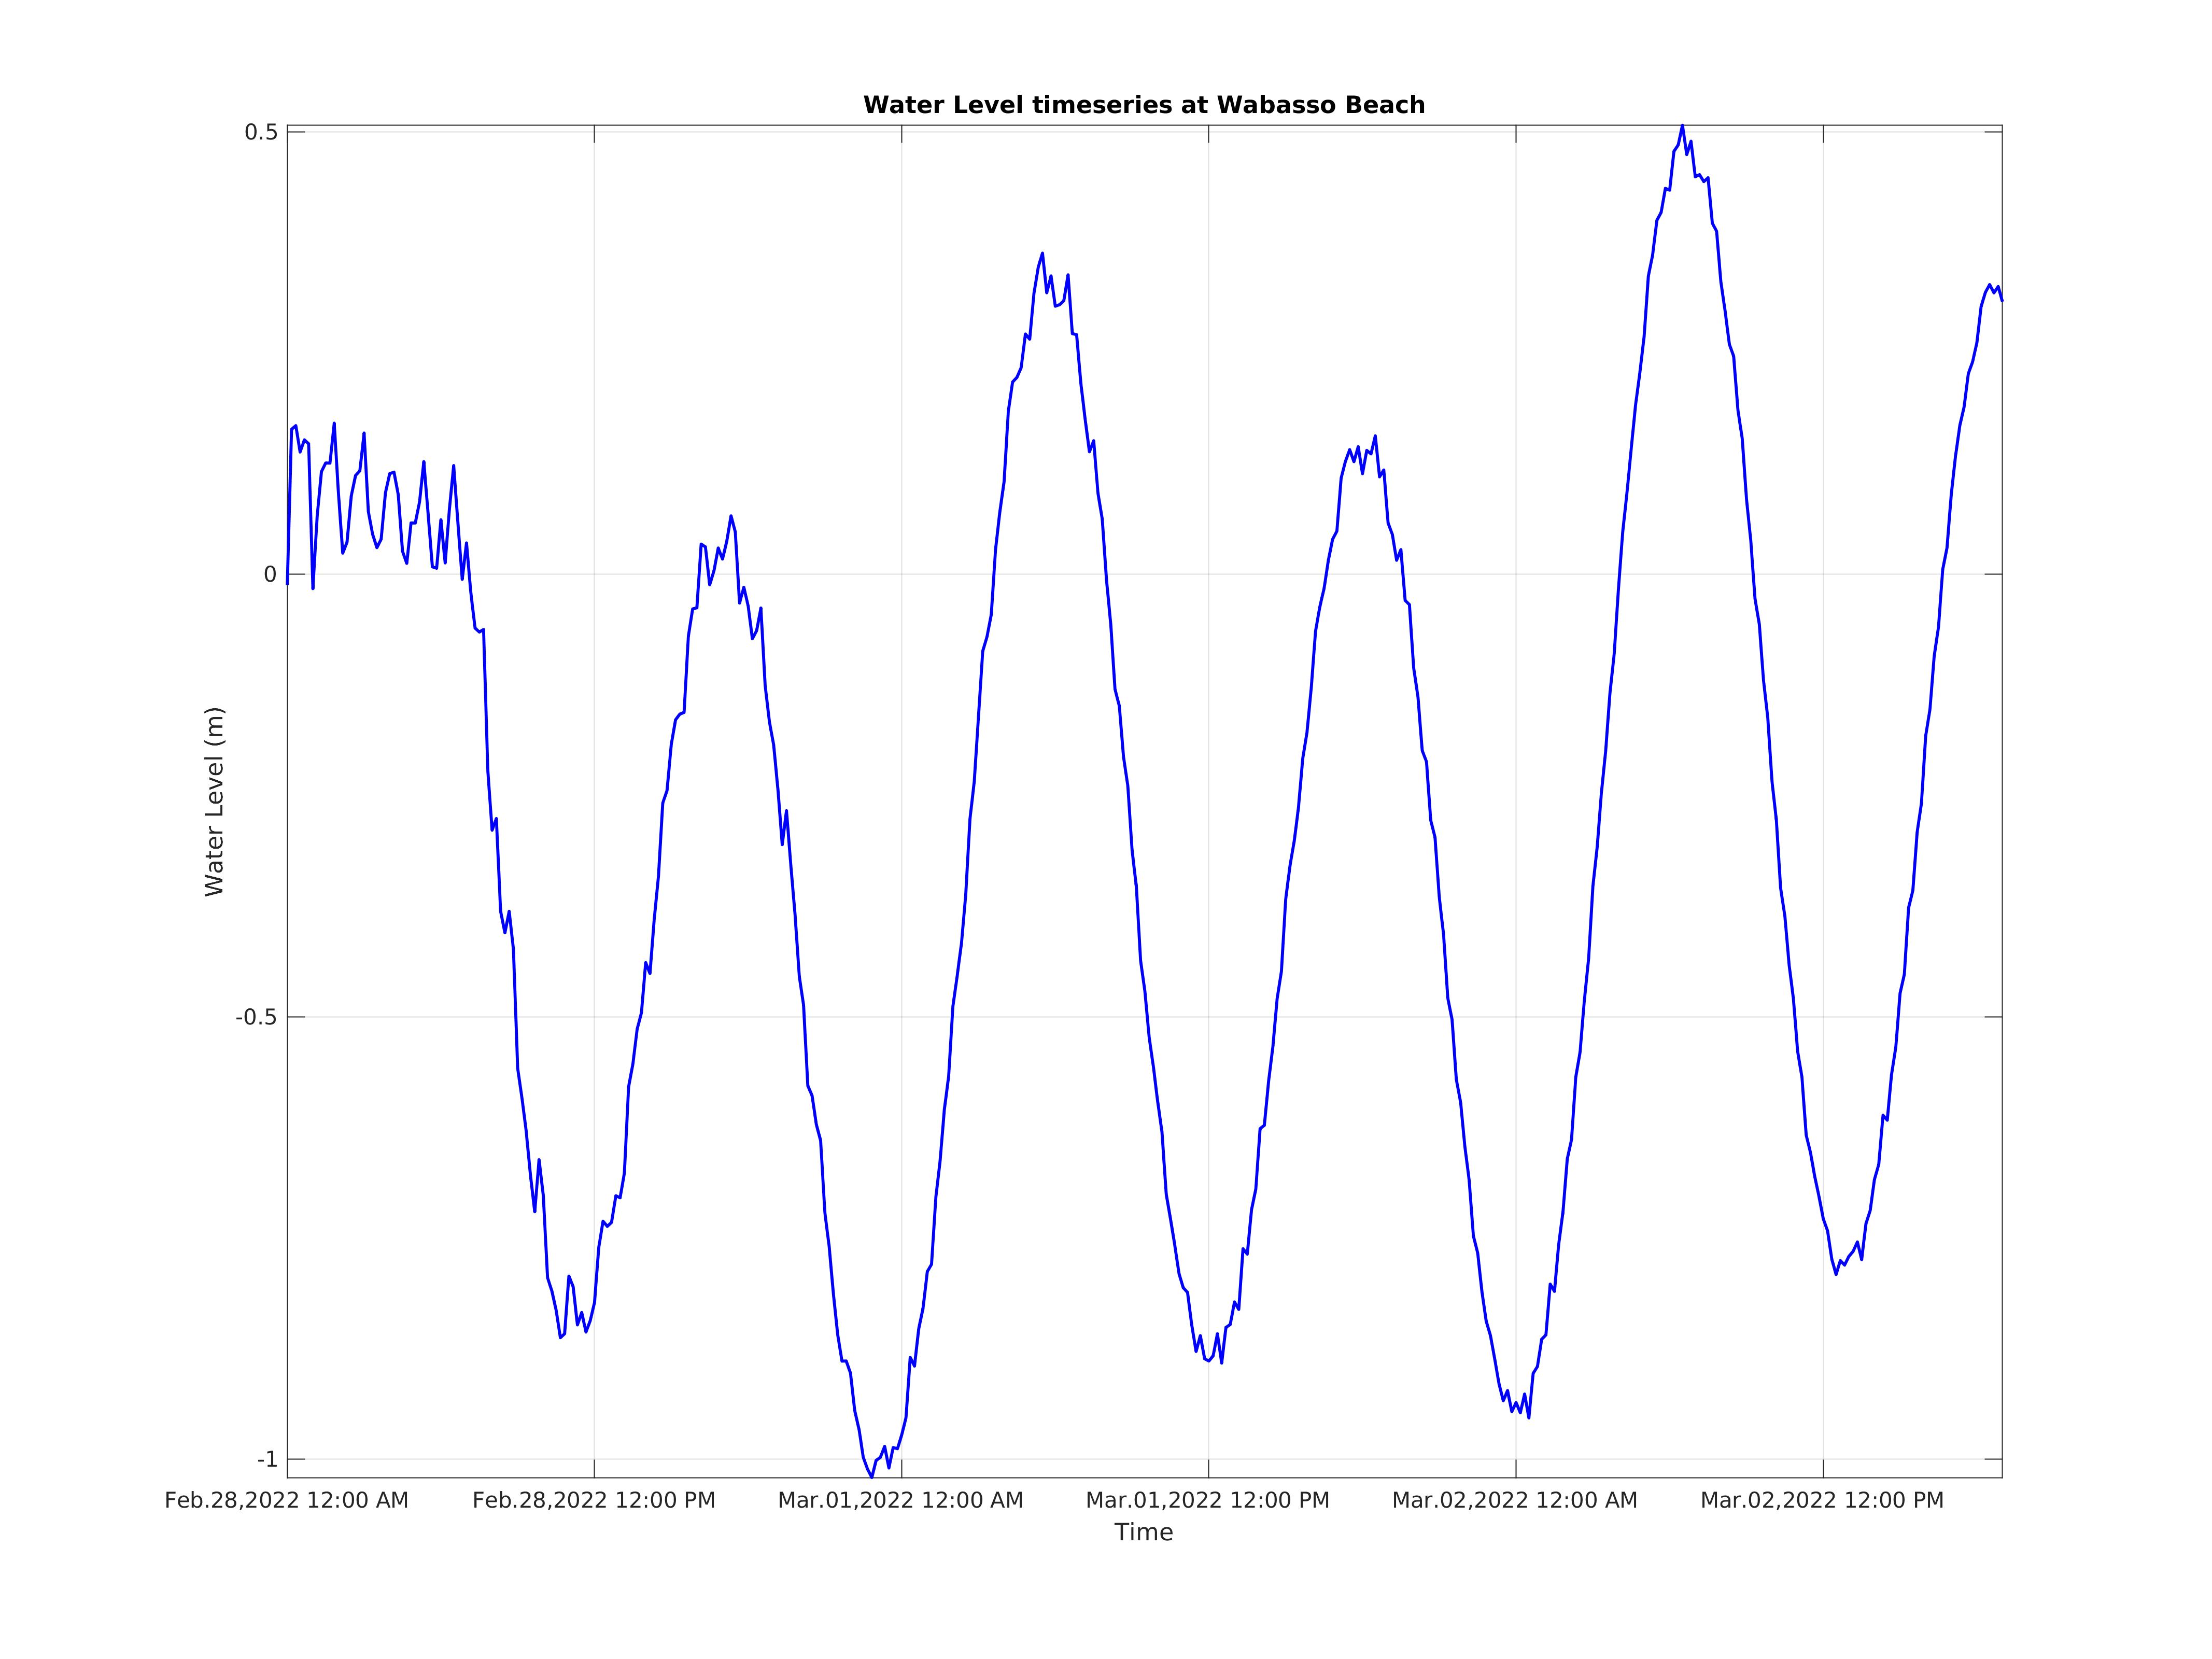 Water Level timeseries at Wabasso Beach
0.5
0
-0.5
-1
Water Level (m)
Feb.28,2022 12:00 AM Feb.28,2022 12:00 PM Mar.01,2022 12:00 AM Mar.01,2022 12:00 PM Mar.02,2022 12:00 AM Mar.02,2022 12:00 PM
Time